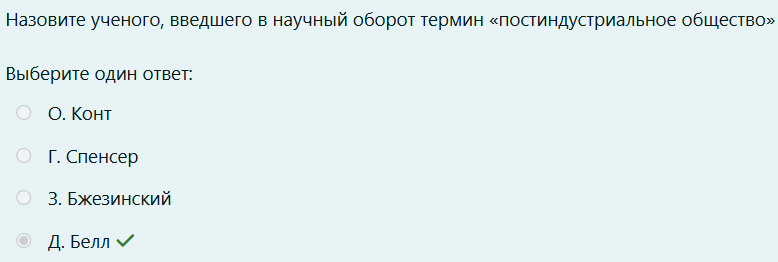 Назовите ученого, введшего в научный оборот термин «постиндустриальное общество»
Выберите один ответ:
О. Конт
Г. Спенсер
З. Бжезинский
Д. Белл